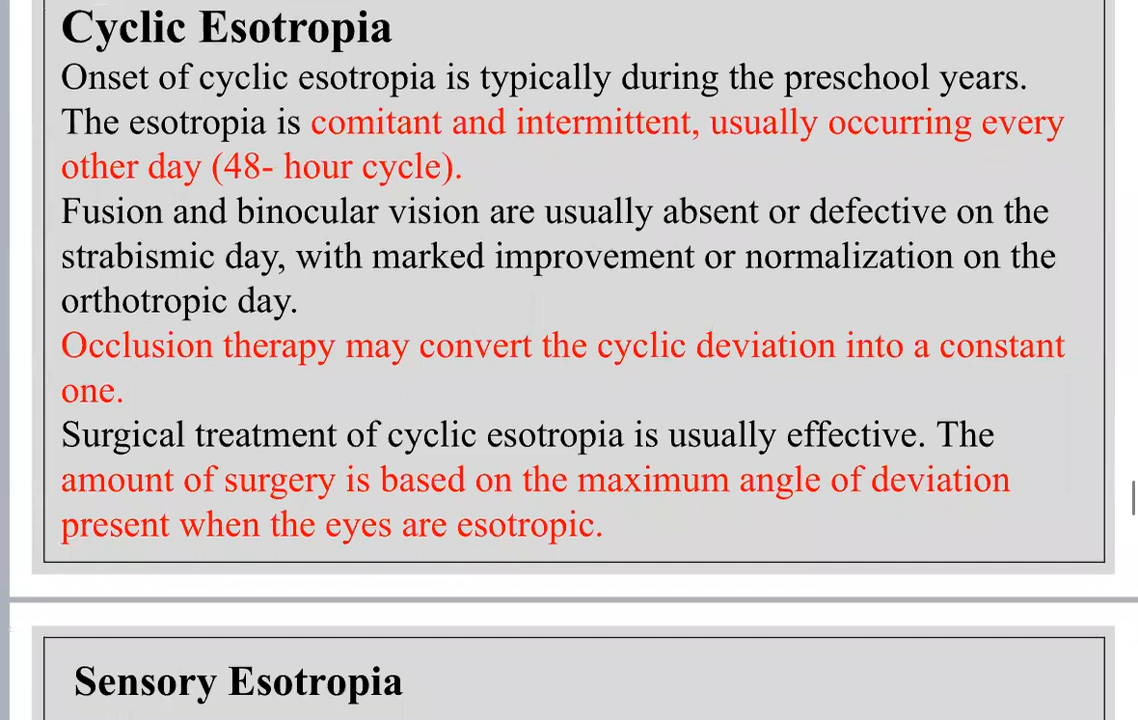 Cyclic Esotropia
Onset of cyclic esotropia is typically during the preschool years.
The esotropia is comitant and intermittent, usually occurring every
other day (48- hour cycle).
Fusion and binocular vision are usually absent or defective on the
strabismic day, with marked improvement or normalization on the
orthotropic day.
Occlusion therapy may convert the cyclic deviation into a constant
one.
Surgical treatment of cyclic esotropia is usually effective. The
amount of surgery is based on the maximum angle of deviation
present when the eyes are esotropic.
Sensory Esotropia